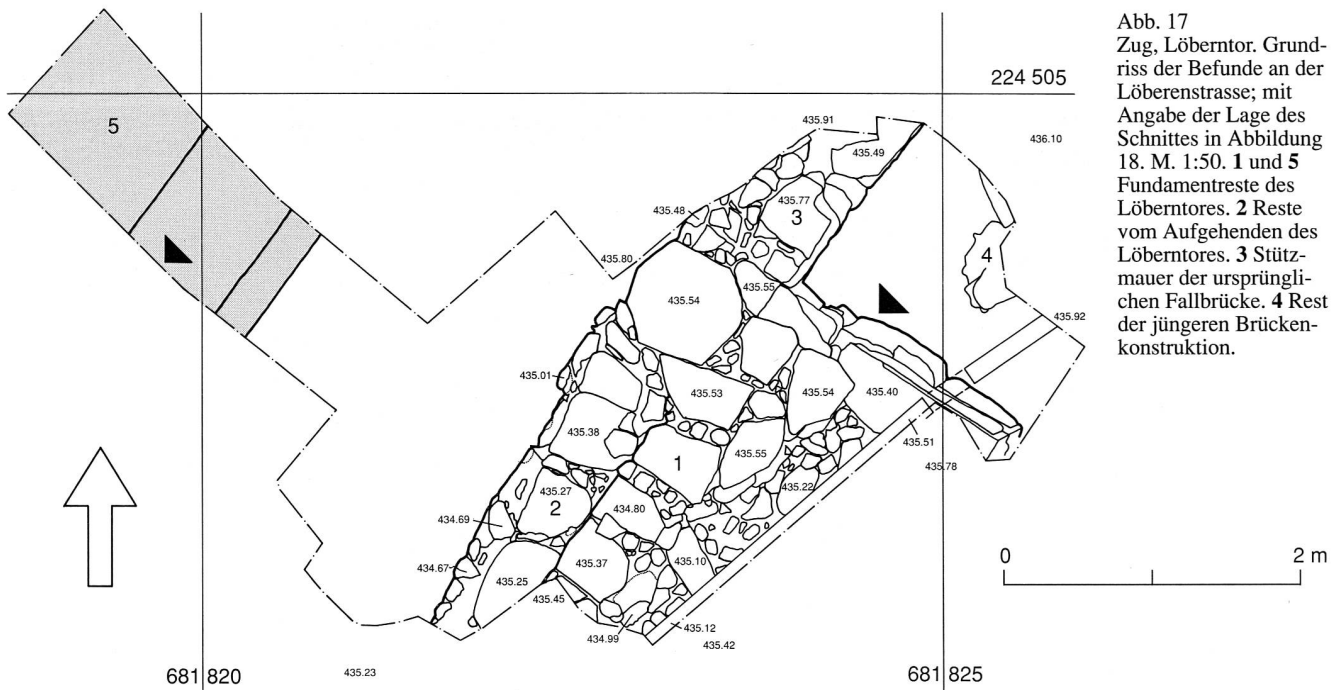 Abb. 17
Zug, Löberntor. Grund-
riss der Befunde an der
Löberenstrasse; mit
Angabe der Lage des
Schnittes in Abbildung
18. M. 1:50. 1 und 5
Fundamentreste des
Löberntores. 2 Reste
vom Aufgehenden des
Löberntores. 3 Stütz-
mauer der ursprüngli-
chen Fallbrücke. 4 Rest
der jüngeren Brücken-
konstruktion.
224 505
5
435.91
436.10
435.49
435.77
435.48
3
4
435.80
435.55
435.54
435.92
435.01
435.53
435.54
435.40
435.38
435.51
1
435.55
435.78
435.27
435.22
2
434.80
434.69
434.67
435.37
435.10
435.25
435.45
0
2 m
434.99
435.12
435.42
681 820
435.23
681 825